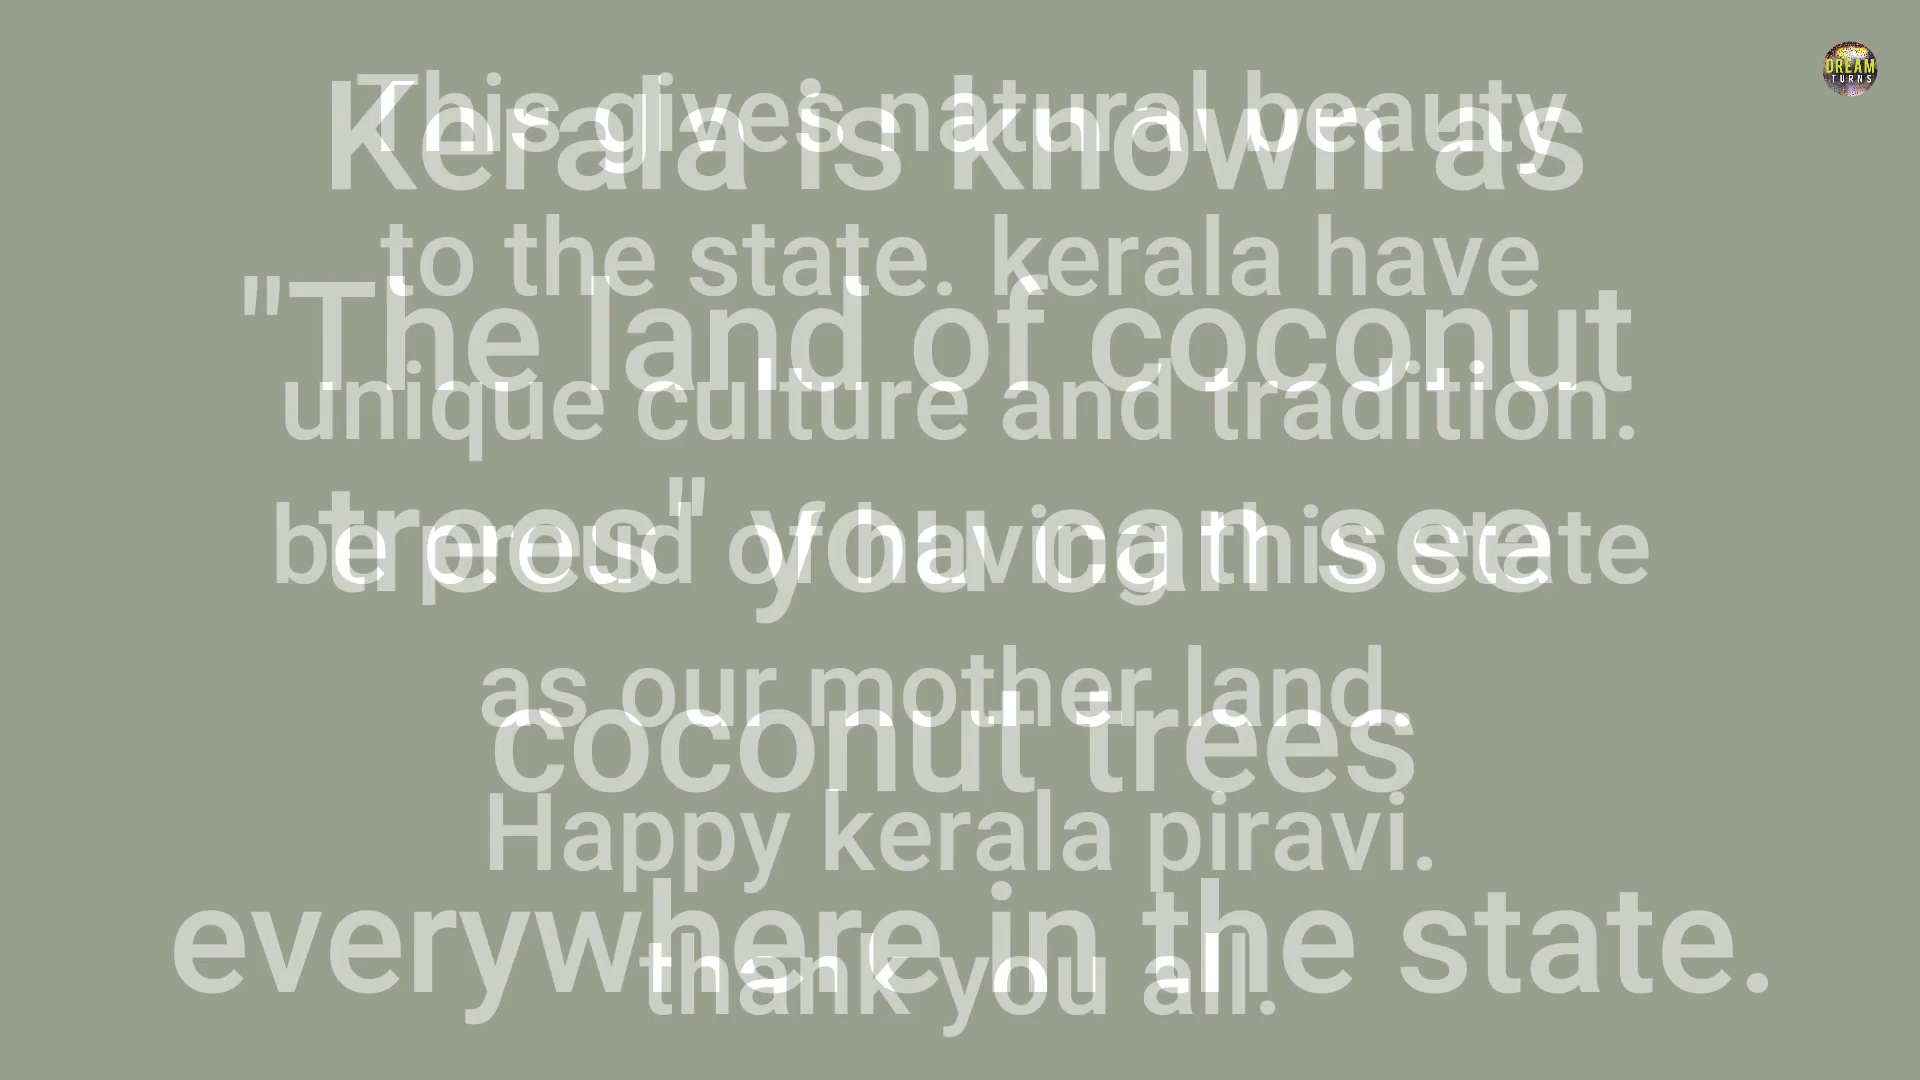 Kerala is known as
"The land of coconut
trees" you can see
coconut trees
everywhere in the state.
This gives natural beauty
to the state. kerala have
unique culture and tradition.
be proud of having this state
as our mother land.
Happy kerala piravi.
thank you all.
DREAM
TURNS